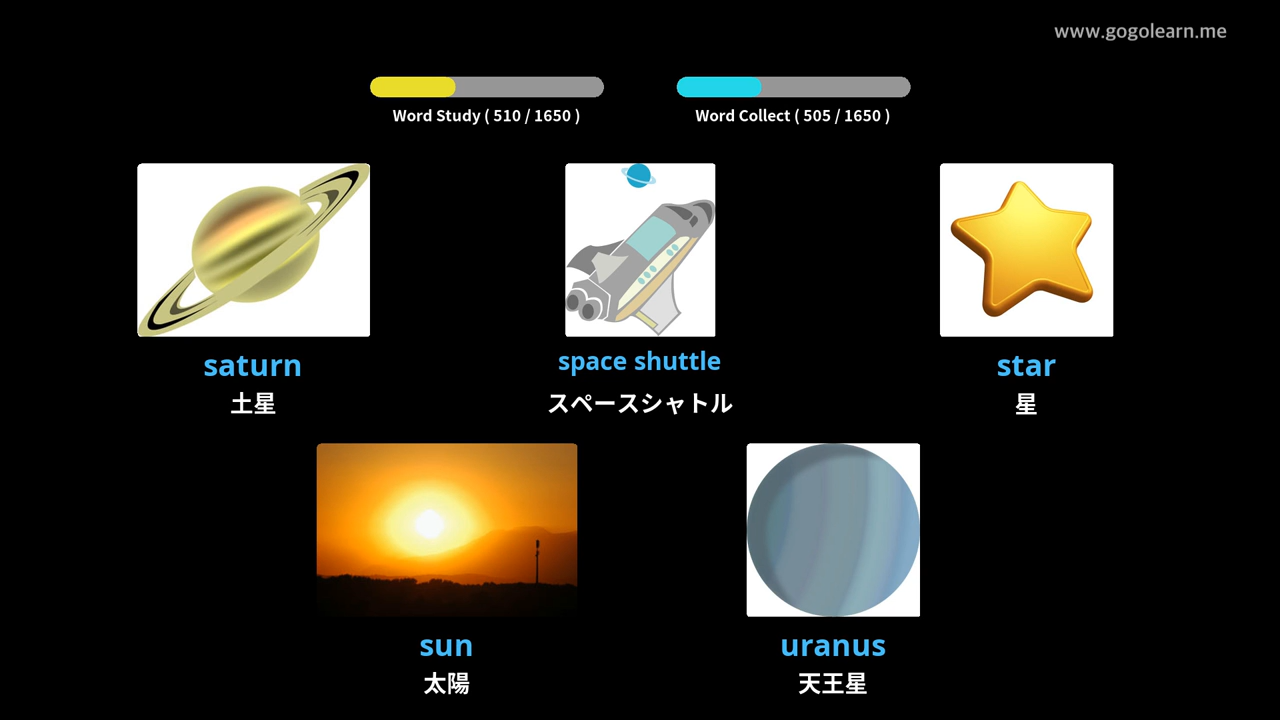 www.gogolearn.me
Word Study ( 510 / 1650 )
Word Collect ( 505 / 1650 )
saturn
土星
space shuttle
スペースシャトル
star
星
sun
太陽
uranus
天王星